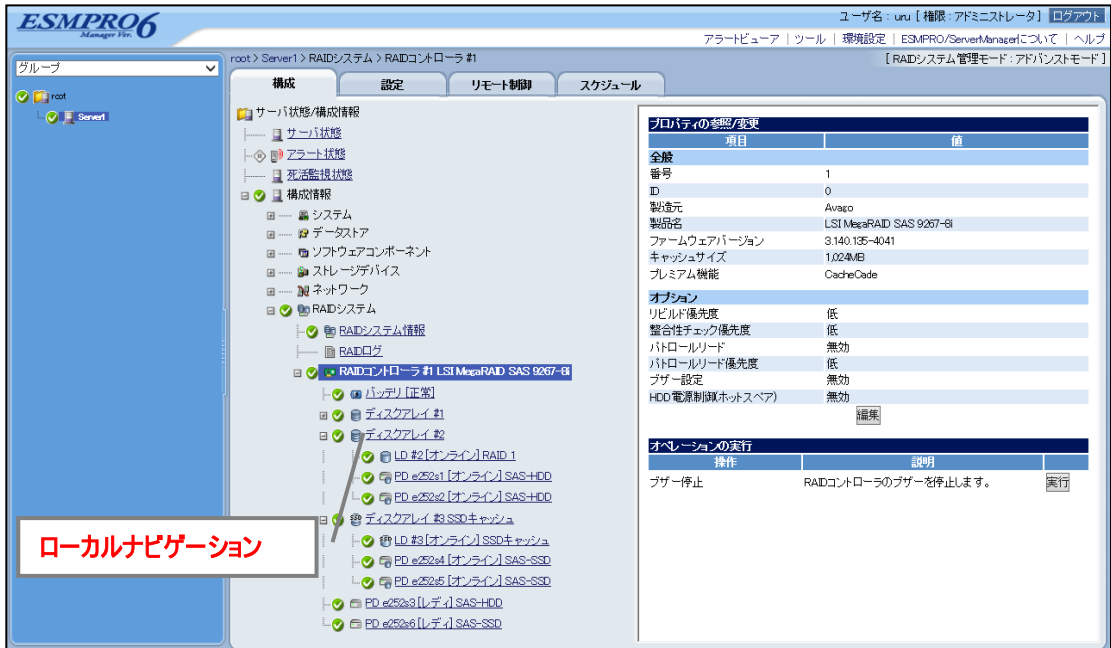 ESMPRO6
Manager Ver.
ユーザ名 : uru [ 権限 : アドミニストレータ ] ログアウト
アラートビューア | ツール | 環境設定 | ESMPRO/ServerManagerについて | ヘルプ
グループ
root
Server1
root > Server1 > RAIDシステム > RAIDコントローラ #1
[ RAIDシステム管理モード : アドバンストモード ]
構成 設定 リモート制御 スケジュール
サーバ状態/構成情報
サーバ状態
アラート状態
死活監視状態
構成情報
システム
データストア
ソフトウェアコンポーネント
ストレージデバイス
ネットワーク
RAIDシステム
RAIDシステム情報
RAIDログ
RAIDコントローラ #1 LSI MegaRAID SAS 9267-8i
バッテリ [正常]
ディスクアレイ #1
ディスクアレイ #2
LD #2 [オンライン] RAID 1
PD e252s1 [オンライン] SAS-HDD
PD e252s2 [オンライン] SAS-HDD
ディスクアレイ #3 SSDキャッシュ
LD #3 [オンライン] SSDキャッシュ
PD e252s4 [オンライン] SAS-SSD
PD e252s5 [オンライン] SAS-SSD
PD e252s3 [レディ] SAS-HDD
PD e252s6 [レディ] SAS-SSD
ローカルナビゲーション
プロパティの参照/変更
項目 値
全般
番号 1
ID 0
製造元 Avago
製品名 LSI MegaRAID SAS 9267-8i
ファームウェアバージョン 3.140.135-4041
キャッシュサイズ 1,024MB
プレミアム機能 CacheCade
オプション
リビルド優先度 低
整合性チェック優先度 低
パトロールリード 無効
パトロールリード優先度 低
ブザー設定 無効
HDD電源制御(ホットスペア) 無効
編集
オペレーションの実行
操作 説明
ブザー停止 RAIDコントローラのブザーを停止します。 実行